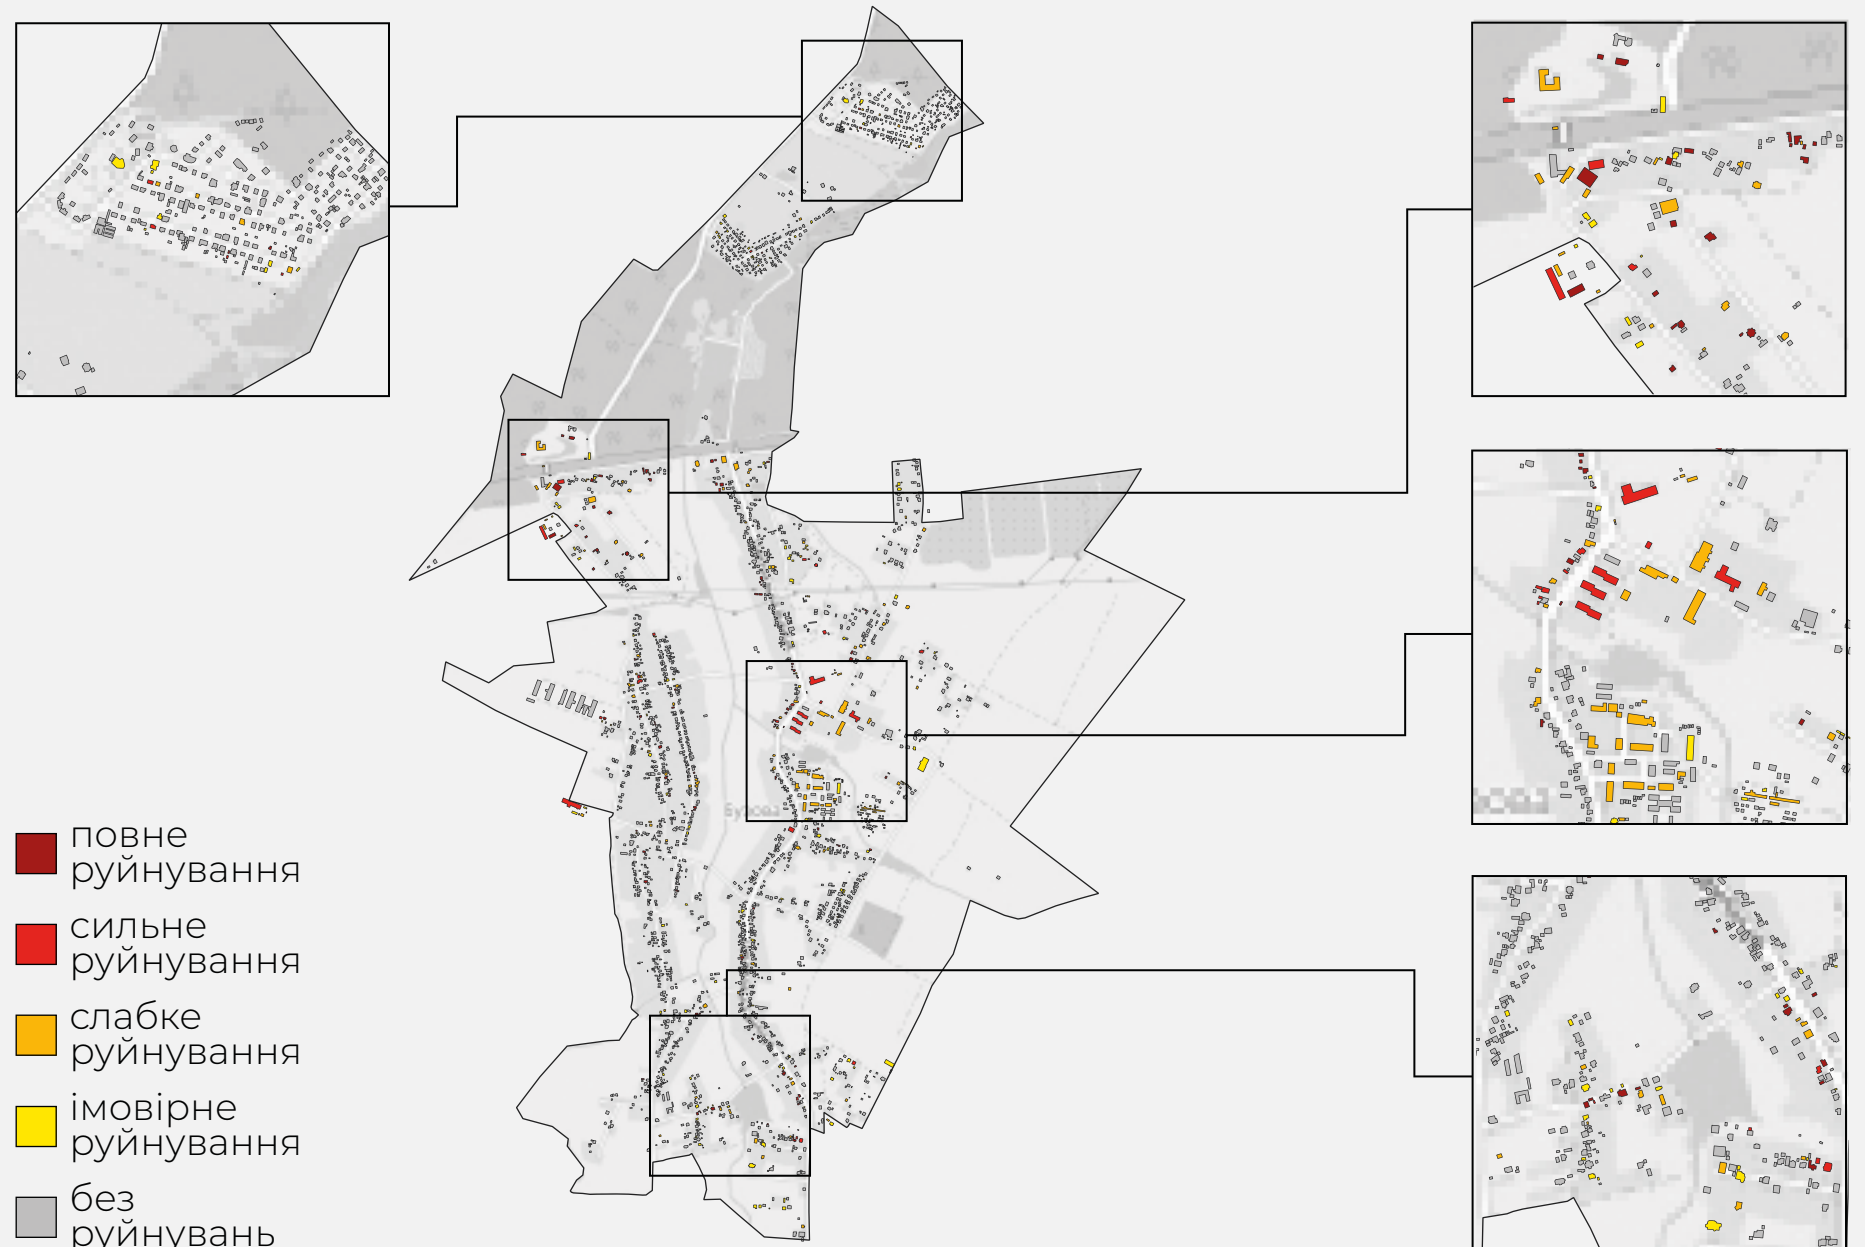 повне
руйнування
сильне
руйнування
слабке
руйнування
імовірне
руйнування
без
руйнувань